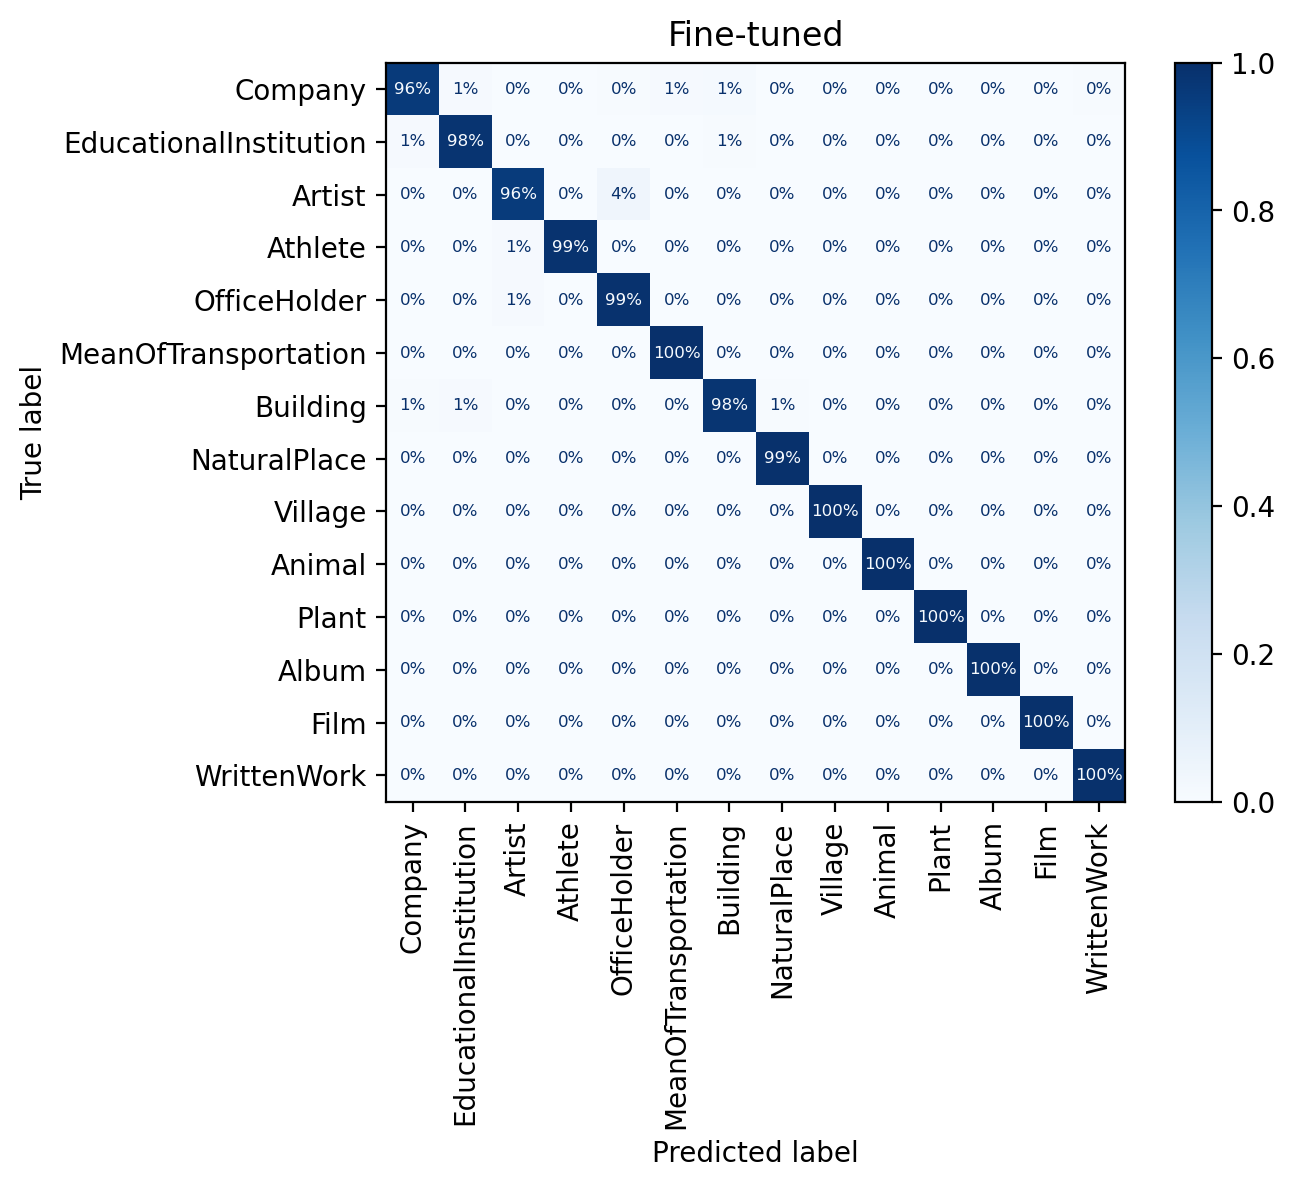 Fine-tuned
Company 96% 1% 0% 0% 0% 1% 1% 0% 0% 0% 0% 0% 0% 0%
EducationalInstitution 1% 98% 0% 0% 0% 0% 1% 0% 0% 0% 0% 0% 0% 0%
Artist 0% 0% 96% 0% 4% 0% 0% 0% 0% 0% 0% 0% 0% 0%
Athlete 0% 0% 1% 99% 0% 0% 0% 0% 0% 0% 0% 0% 0% 0%
OfficeHolder 0% 0% 1% 0% 99% 0% 0% 0% 0% 0% 0% 0% 0% 0%
MeanOfTransportation 0% 0% 0% 0% 0% 100% 0% 0% 0% 0% 0% 0% 0% 0%
Building 1% 1% 0% 0% 0% 0% 98% 1% 0% 0% 0% 0% 0% 0%
NaturalPlace 0% 0% 0% 0% 0% 0% 0% 99% 0% 0% 0% 0% 0% 0%
Village 0% 0% 0% 0% 0% 0% 0% 0% 100% 0% 0% 0% 0% 0%
Animal 0% 0% 0% 0% 0% 0% 0% 0% 0% 100% 0% 0% 0% 0%
Plant 0% 0% 0% 0% 0% 0% 0% 0% 0% 0% 100% 0% 0% 0%
Album 0% 0% 0% 0% 0% 0% 0% 0% 0% 0% 0% 100% 0% 0%
Film 0% 0% 0% 0% 0% 0% 0% 0% 0% 0% 0% 0% 100% 0%
WrittenWork 0% 0% 0% 0% 0% 0% 0% 0% 0% 0% 0% 0% 0% 100%
True label
Company
EducationalInstitution
Artist
Athlete
OfficeHolder
MeanOfTransportation
Building
NaturalPlace
Village
Animal
Plant
Album
Film
WrittenWork
Predicted label
1.0
0.8
0.6
0.4
0.2
0.0